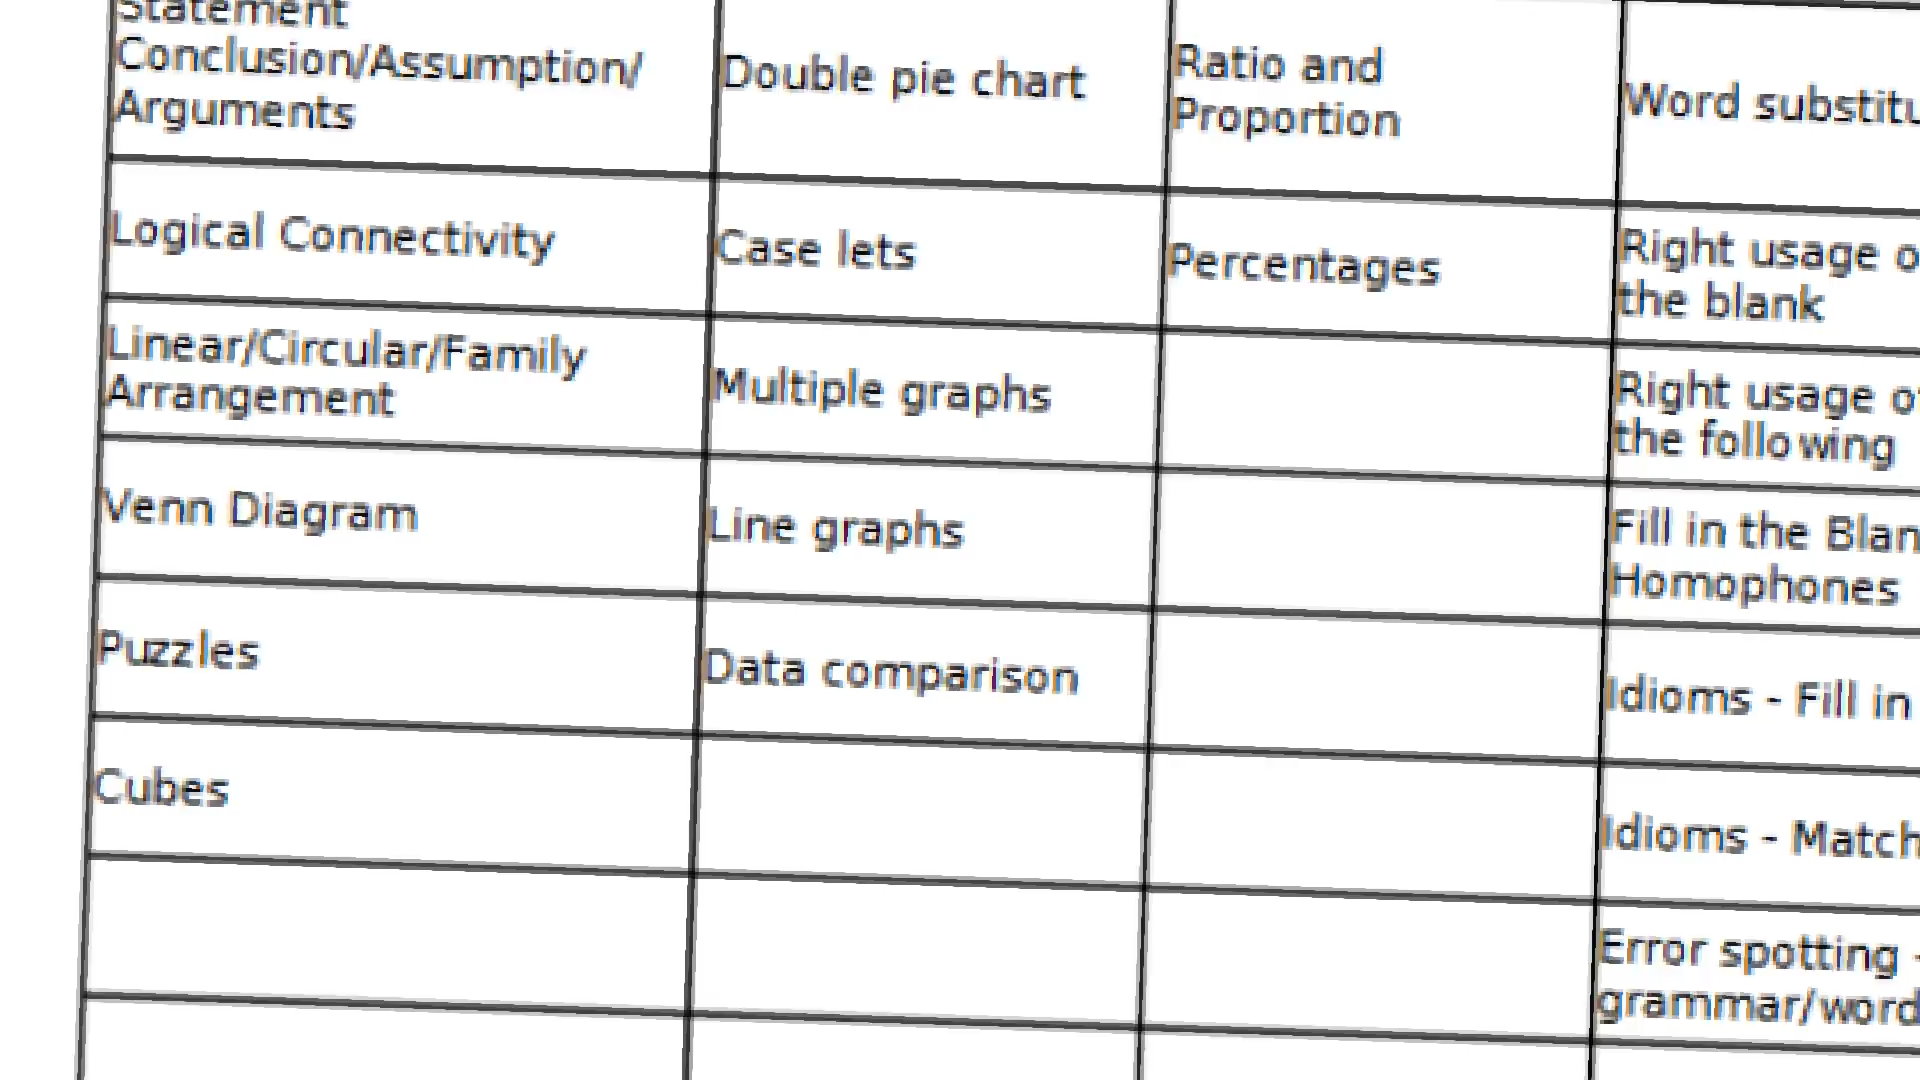 Statement
Conclusion/Assumption/
Arguments
Double pie chart
Ratio and
Proportion
Word
Logical Connectivity
Case lets
Percentages
Right usage
the blank
Linear/Circular/Family
Arrangement
Multiple graphs
Right usage
the following
Venn Diagram
Line graphs
Fill in the
Homophones
Puzzles
Data comparison
Idioms - Fill in
Cubes
Idioms - Match
Error spotting -
grammar/word